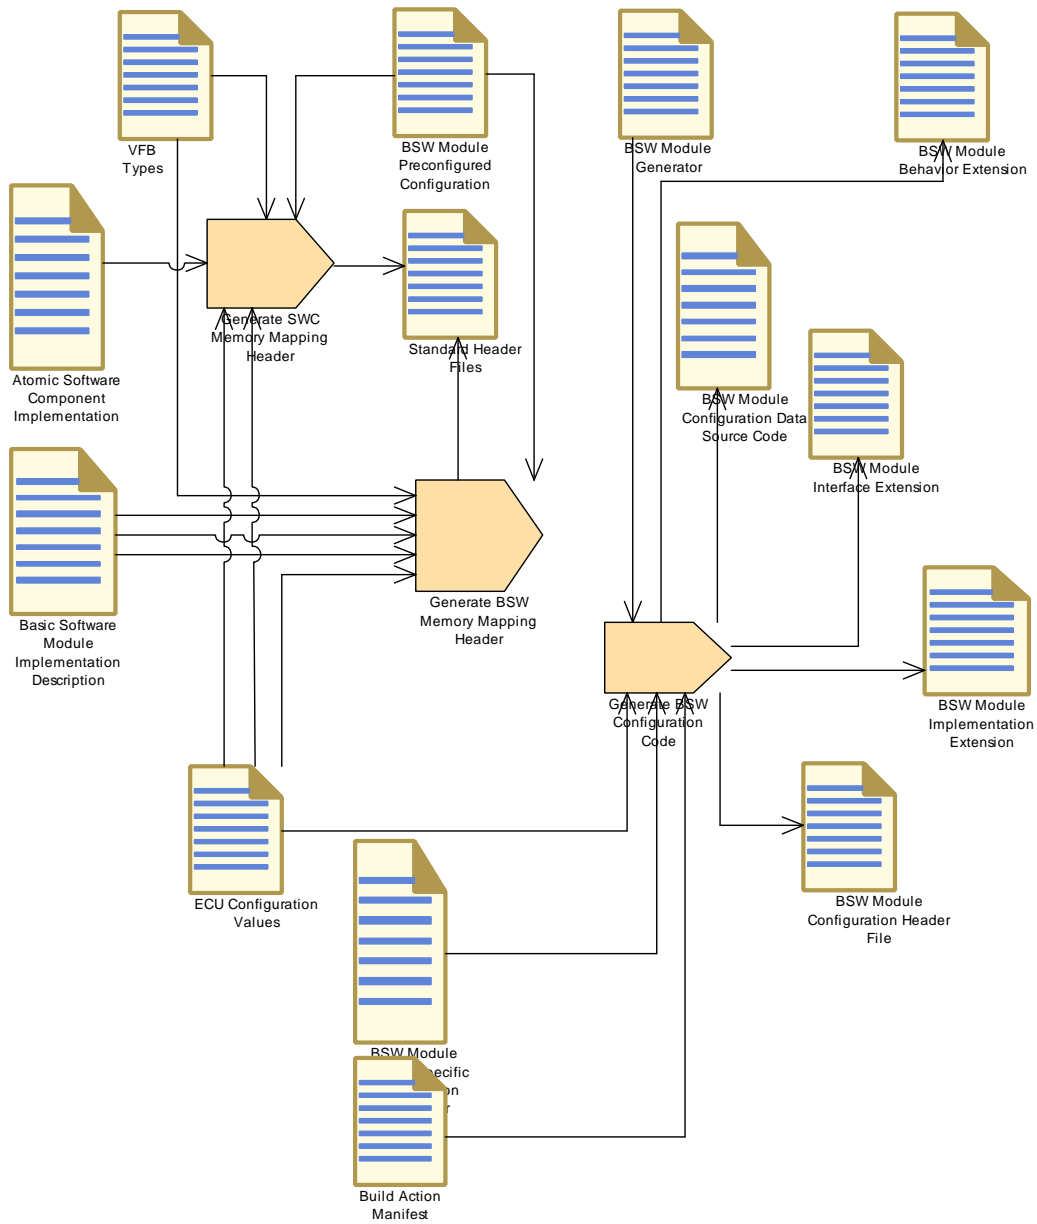 VFB
Types
BSW Module
Preconfigured
Configuration
BSW Module
Generator
BSW Module
Behavior Extension
Generate SWC
Memory Mapping
Header
Standard Header
Files
Atomic Software
Component
Implementation
BSW Module
Configuration Data
Source Code
BSW Module
Interface Extension
Generate BSW
Memory Mapping
Header
Basic Software
Module
Implementation
Description
Generate BSW
Configuration
Code
BSW Module
Implementation
Extension
ECU Configuration
Values
BSW Module
Configuration Header
File
BSW Module
Build Action
Manifest